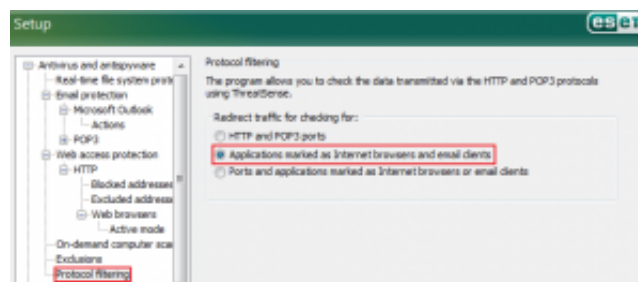 Setup
eset
Antivirus and antispyware
Real-time file system prote
Email protection
Microsoft Outlook
Actions
POP3
Web access protection
HTTP
Blocked addresses
Excluded addresse
Web browsers
Active mode
On-demand computer scan
Exclusions
Protocol filtering
Protocol filtering
The program allows you to check the data transmitted via the HTTP and POP3 protocols
using ThreatSense.
Redirect traffic for checking for:
HTTP and POP3 ports
Applications marked as Internet browsers and email clients
Ports and applications marked as Internet browsers or email clients